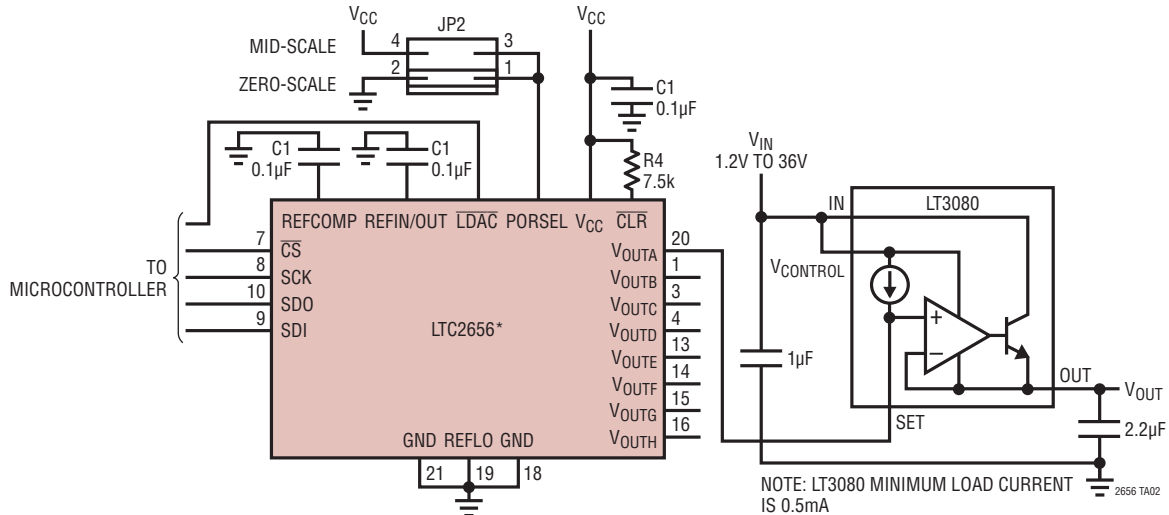 VCC
JP2
VCC
MID-SCALE
4
3
ZERO-SCALE
2
1
C1
0.1µF
C1
0.1µF
C1
0.1µF
R4
7.5k
VIN
1.2V TO 36V
REFCOMP REFIN/OUT LDAC PORSEL VCC CLR
IN
LT3080
TO
MICROCONTROLLER
7
CS
8
SCK
10
SDO
9
SDI
LTC2656*
VOUTA
20
VOUTB
1
VOUTC
3
VOUTD
4
VOUTE
13
VOUTF
14
VOUTG
15
VOUTH
16
GND REFLO GND
21
19
18
VCONTROL
+
−
1µF
OUT
VOUT
SET
2.2µF
NOTE: LT3080 MINIMUM LOAD CURRENT
IS 0.5mA
2656 TA02